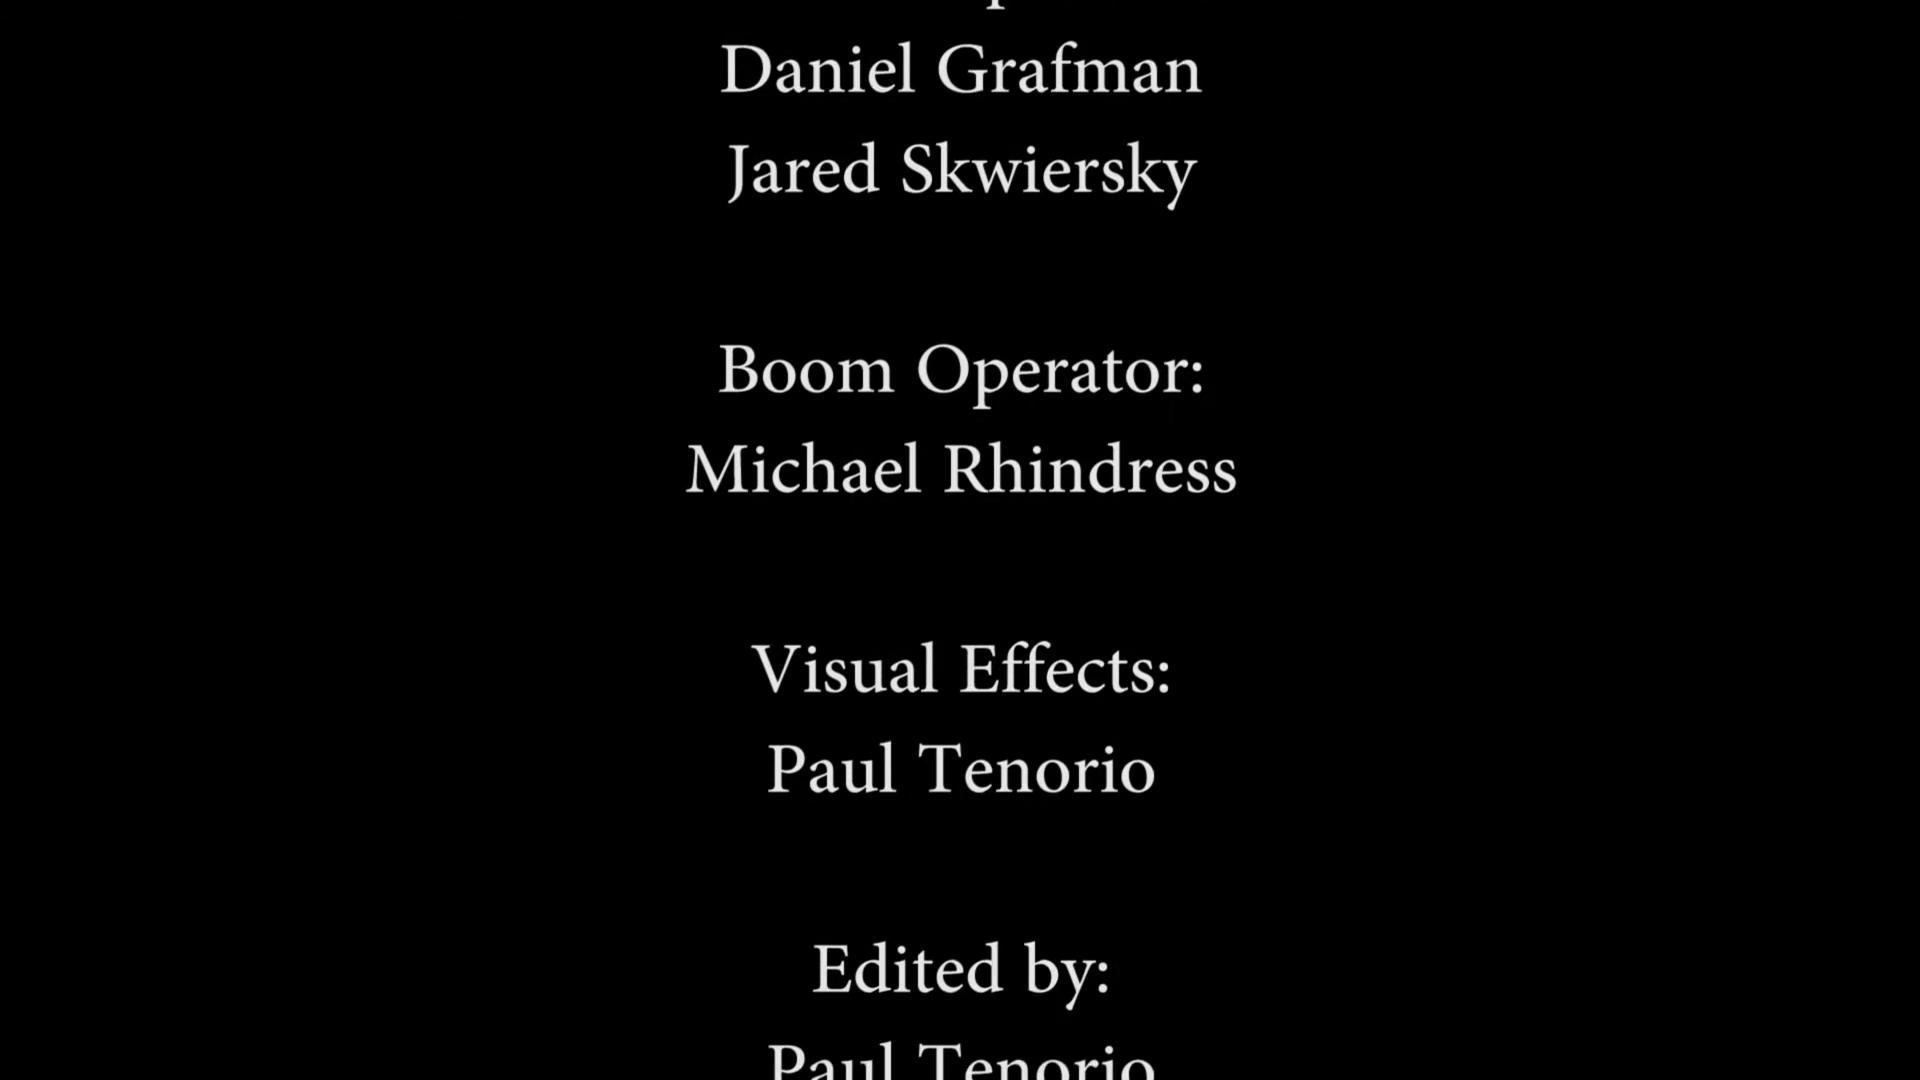 Daniel Grafman
Jared Skwiersky
Boom Operator:
Michael Rhindress
Visual Effects:
Paul Tenorio
Edited by:
Paul Tenorio